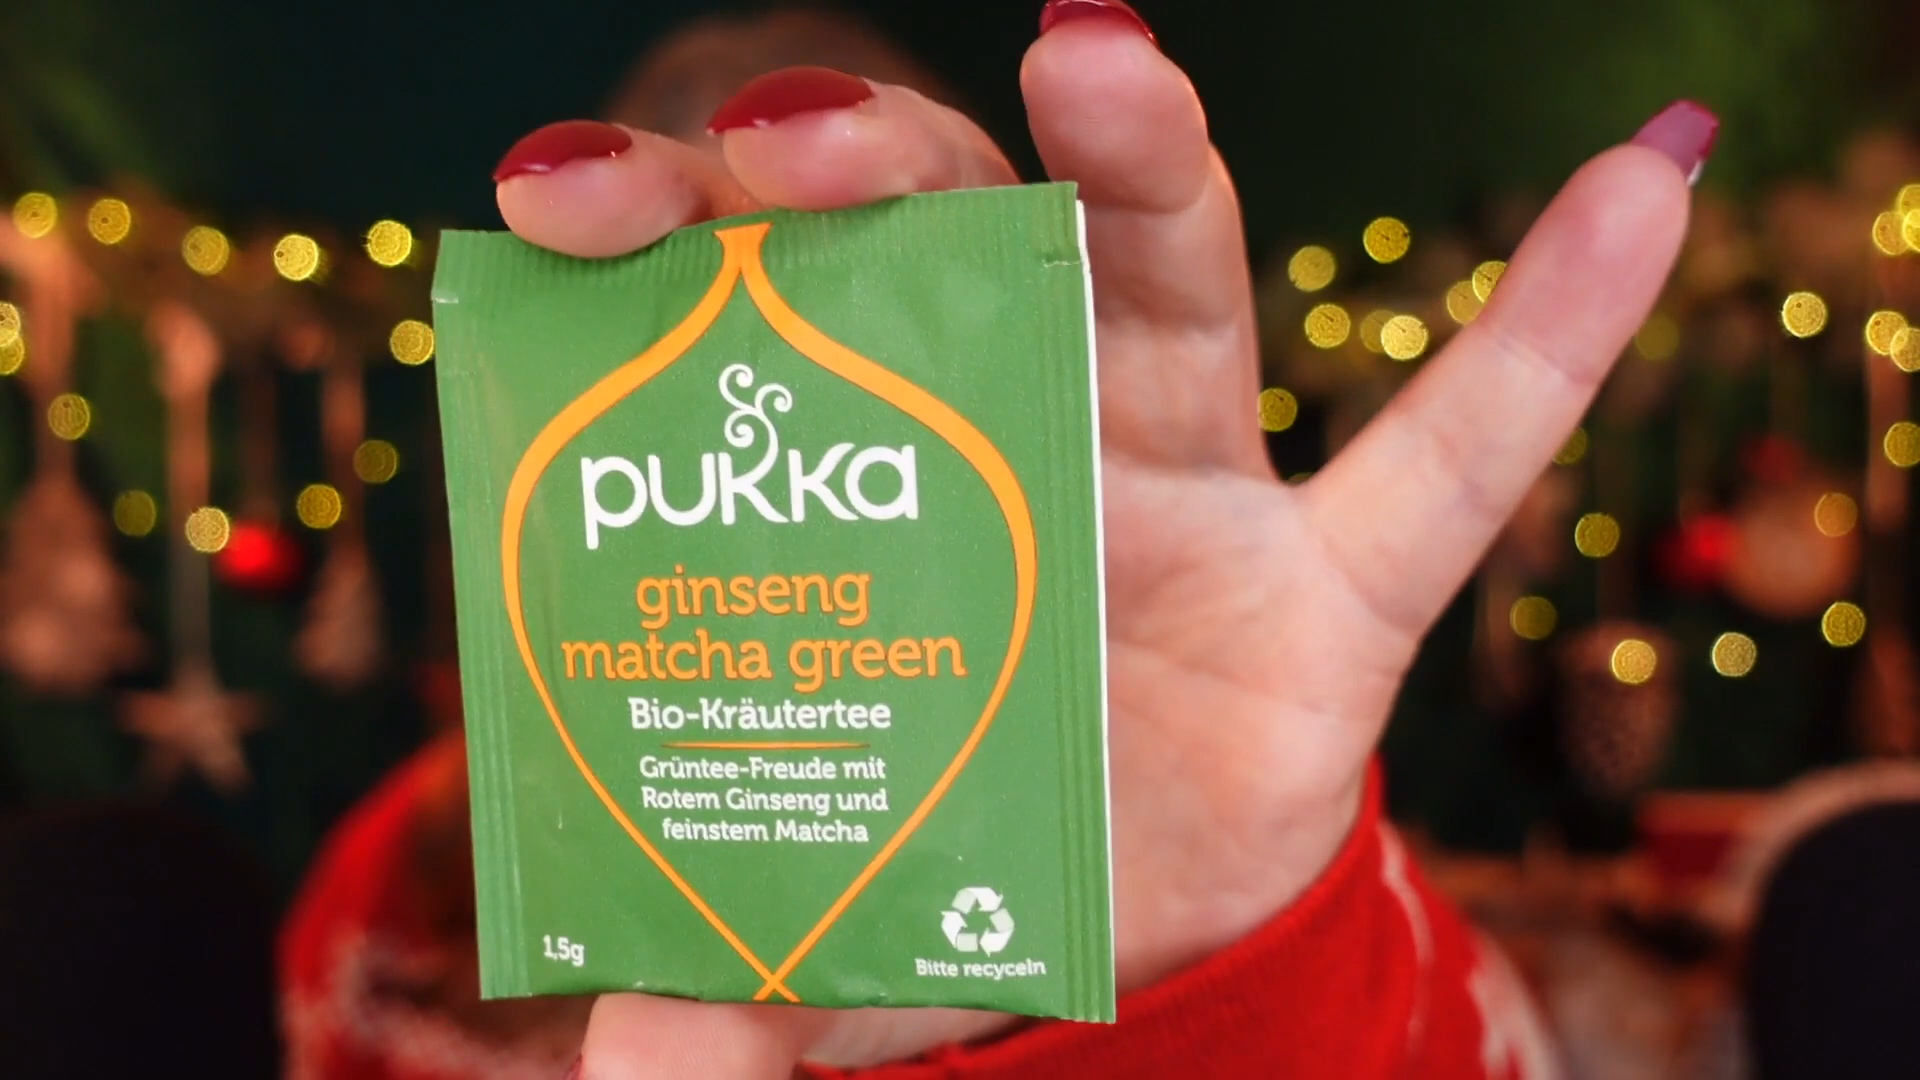 pukka
ginseng
matcha green
Bio-Kräutertee
Grüntee-Freude mit
Rotem Ginseng und
feinstem Matcha
1,5g
Bitte recyceln